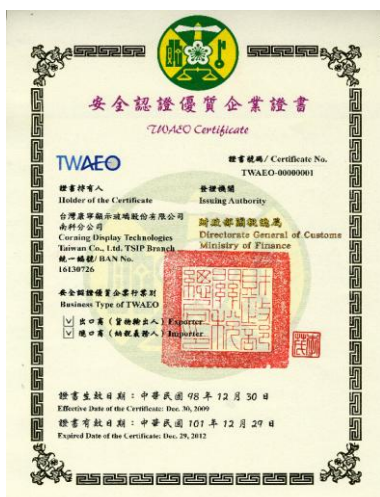 安全認證優質企業證書
TWAEO Certificate
TWAEO
證書號碼/ Certificate No.
TWAEO-00000001
證書持有人
Holder of the Certificate
登證機關
Issuing Authority
台灣康寧顯示玻璃股份有限公司
南科分公司
Corning Display Technologies
Taiwan Co., Ltd. TSIP Branch
財政部關稅總局
Directorate General of Customs
Ministry of Finance
統一編號/ BAN No.
16130726
安全認證優質企業行業別
Business Type of TWAEO
出口商(貨物輸出人) Exporter
進口商(納稅義務人) Importer
證書生效日期:中華民國 98 年 12 月 30 日
Effective Date of the Certificate: Dec. 30, 2009
證書有效日期:中華民國 101 年 12 月 29 日
Expired Date of the Certificate: Dec. 29, 2012